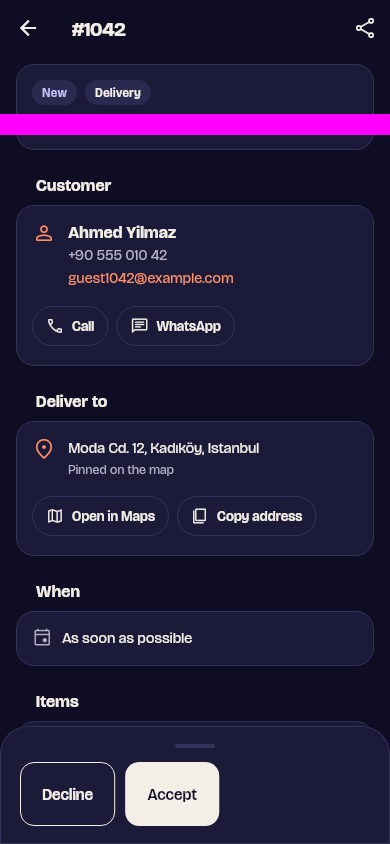 #1042
New Delivery
Customer
Ahmed Yilmaz
+90 555 010 42
guest1042@example.com
Call WhatsApp
Deliver to
Moda Cd. 12, Kadıköy, Istanbul
Pinned on the map
Open in Maps Copy address
When
As soon as possible
Items
Decline Accept